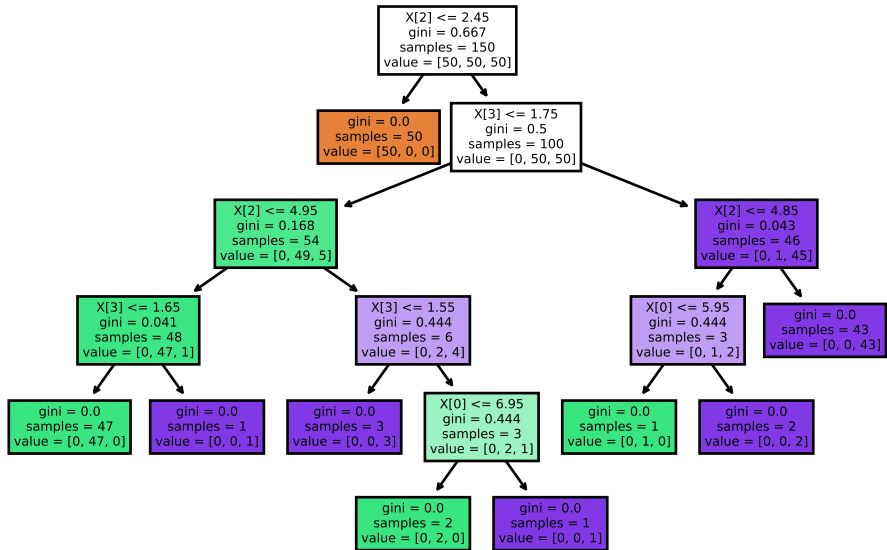 X[2] <= 2.45
gini = 0.667
samples = 150
value = [50, 50, 50]
gini = 0.0
samples = 50
value = [50, 0, 0]
X[3] <= 1.75
gini = 0.5
samples = 100
value = [0, 50, 50]
X[2] <= 4.95
gini = 0.168
samples = 54
value = [0, 49, 5]
X[2] <= 4.85
gini = 0.043
samples = 46
value = [0, 1, 45]
X[3] <= 1.65
gini = 0.041
samples = 48
value = [0, 47, 1]
X[3] <= 1.55
gini = 0.444
samples = 6
value = [0, 2, 4]
X[0] <= 5.95
gini = 0.444
samples = 3
value = [0, 1, 2]
gini = 0.0
samples = 43
value = [0, 0, 43]
gini = 0.0
samples = 47
value = [0, 47, 0]
gini = 0.0
samples = 1
value = [0, 0, 1]
gini = 0.0
samples = 3
value = [0, 0, 3]
X[0] <= 6.95
gini = 0.444
samples = 3
value = [0, 2, 1]
gini = 0.0
samples = 1
value = [0, 1, 0]
gini = 0.0
samples = 2
value = [0, 0, 2]
gini = 0.0
samples = 2
value = [0, 2, 0]
gini = 0.0
samples = 1
value = [0, 0, 1]